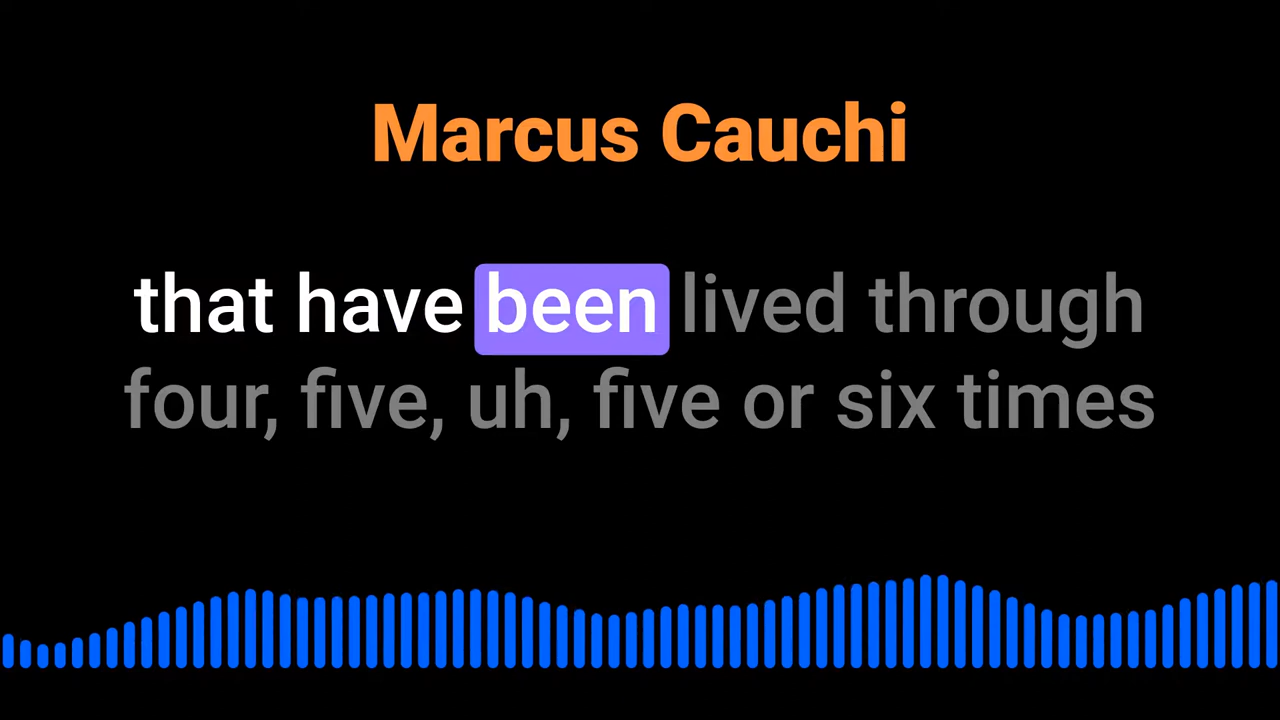 Marcus Cauchi
that have been lived through
four, five, uh, five or six times